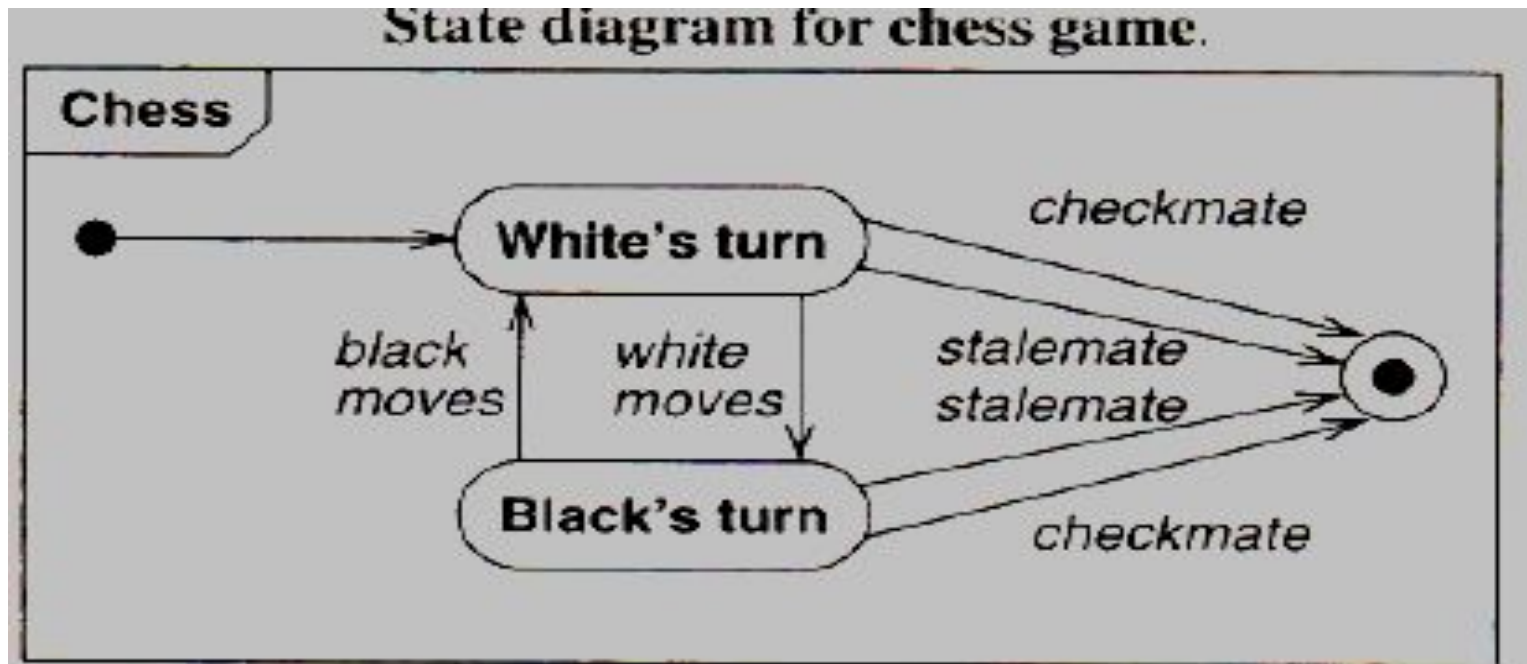 State diagram for chess game.
Chess
White's turn
checkmate
black
moves
white
moves
stalemate
stalemate
Black's turn
checkmate